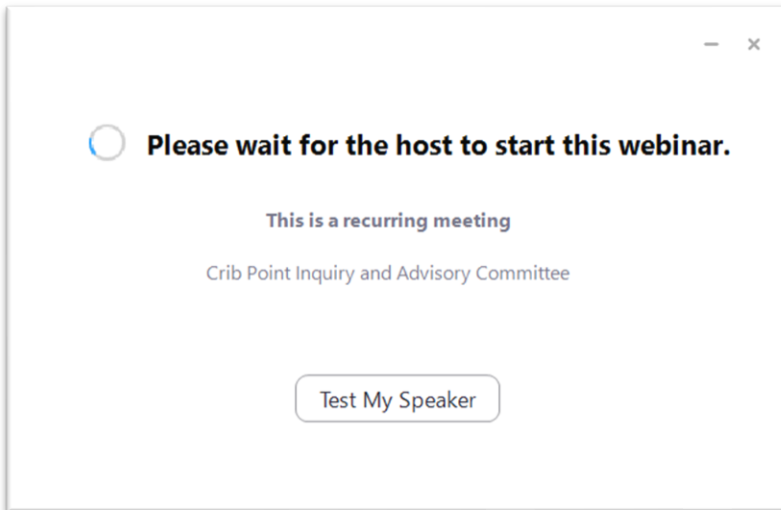 Please wait for the host to start this webinar.
This is a recurring meeting
Crib Point Inquiry and Advisory Committee
Test My Speaker